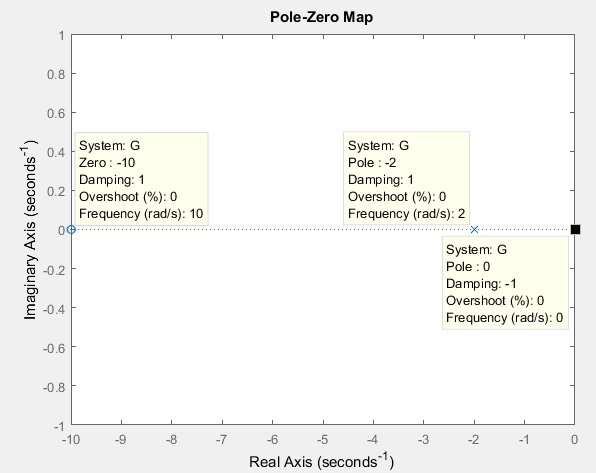 Pole-Zero Map
Imaginary Axis (seconds⁻¹)
1
0.8
0.6
0.4
0.2
0
-0.2
-0.4
-0.6
-0.8
-1
System: G
Zero : -10
Damping: 1
Overshoot (%): 0
Frequency (rad/s): 10
System: G
Pole : -2
Damping: 1
Overshoot (%): 0
Frequency (rad/s): 2
System: G
Pole : 0
Damping: -1
Overshoot (%): 0
Frequency (rad/s): 0
-10 -9 -8 -7 -6 -5 -4 -3 -2 -1 0
Real Axis (seconds⁻¹)